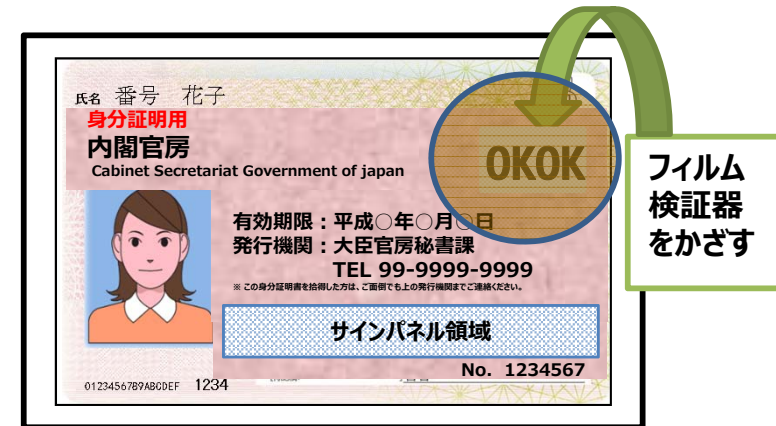 氏名 番号 花子
身分証明用
内閣官房
Cabinet Secretariat Government of japan
OKOK
フィルム
検証器
をかざす
有効期限：平成○年○月○日
発行機関：大臣官房秘書課
TEL 99-9999-9999
※ この身分証明書を拾得した方は、ご面倒でも上の発行機関までご連絡ください。
サインパネル領域
No. 1234567
0123456789ABCDEF 1234